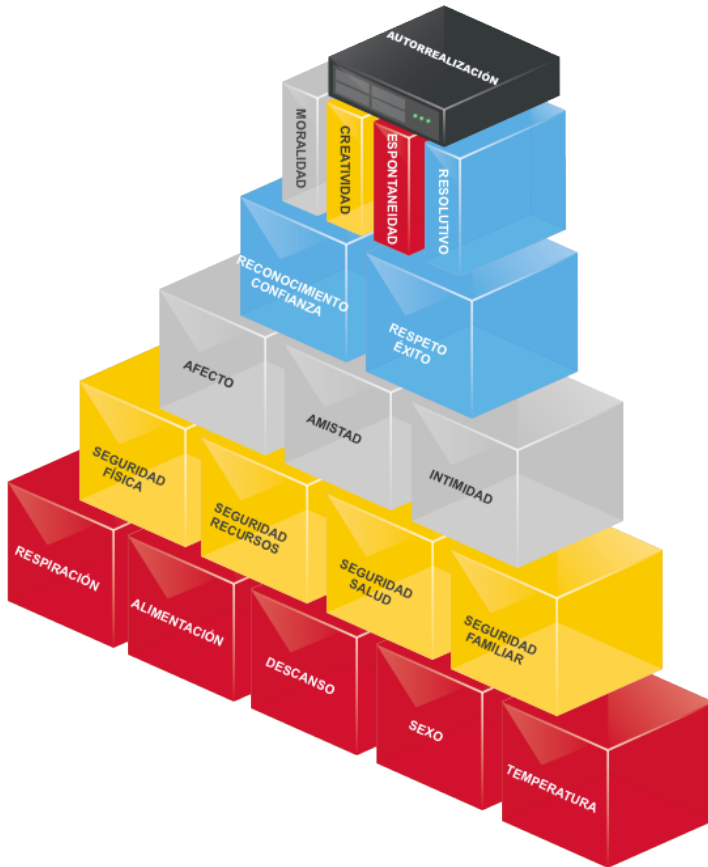 AUTORREALIZACIÓN
MORALIDAD
CREATIVIDAD
ESPONTANEIDAD
RESOLUTIVO
RECONOCIMIENTO
CONFIANZA
RESPETO
ÉXITO
AFECTO
AMISTAD
INTIMIDAD
SEGURIDAD
FÍSICA
SEGURIDAD
RECURSOS
SEGURIDAD
SALUD
SEGURIDAD
FAMILIAR
RESPIRACIÓN
ALIMENTACIÓN
DESCANSO
SEXO
TEMPERATURA